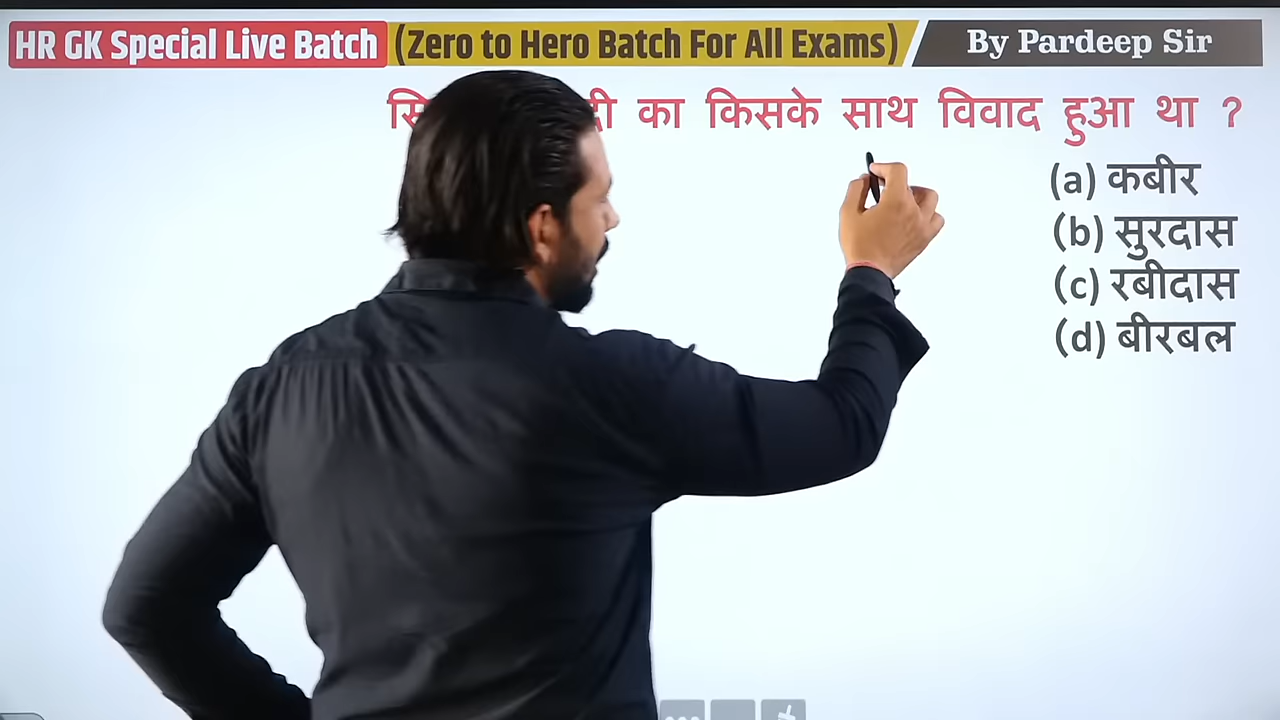 HR GK Special Live Batch (Zero to Hero Batch For All Exams) By Pardeep Sir
का किसके साथ विवाद हुआ था ?
(a) कबीर
(b) सुरदास
(c) रबीदास
(d) बीरबल